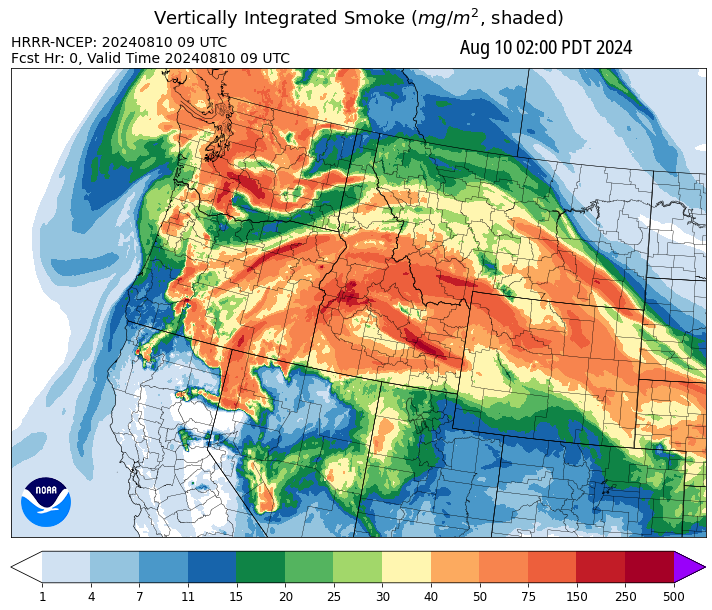 Vertically Integrated Smoke (mg/m², shaded)
HRRR-NCEP: 20240810 09 UTC
Aug 10 02:00 PDT 2024
Fcst Hr: 0, Valid Time 20240810 09 UTC
NOAA
1 4 7 11 15 20 25 30 40 50 75 150 250 500